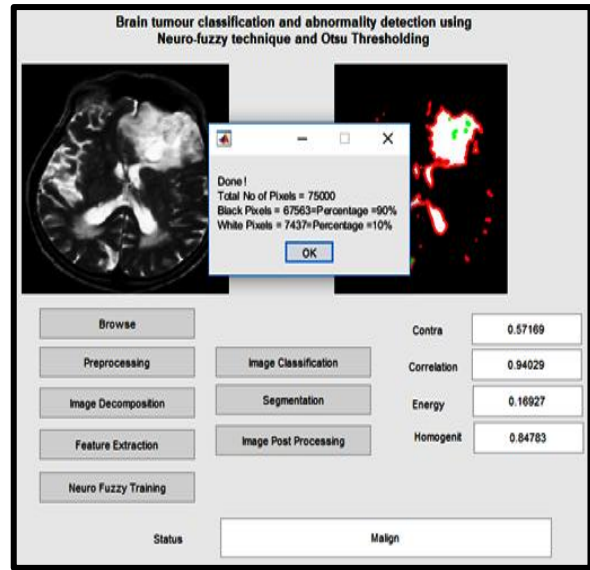 Brain tumour classification and abnormality detection using
Neuro-fuzzy technique and Otsu Thresholding
Done !
Total No of Pixels = 75000
Black Pixels = 67563=Percentage =90%
White Pixels = 7437=Percentage =10%
OK
Browse
Preprocessing
Image Decomposition
Feature Extraction
Neuro Fuzzy Training
Image Classification
Segmentation
Image Post Processing
Contra 0.57169
Correlation 0.94029
Energy 0.16927
Homogenit 0.84783
Status Malign